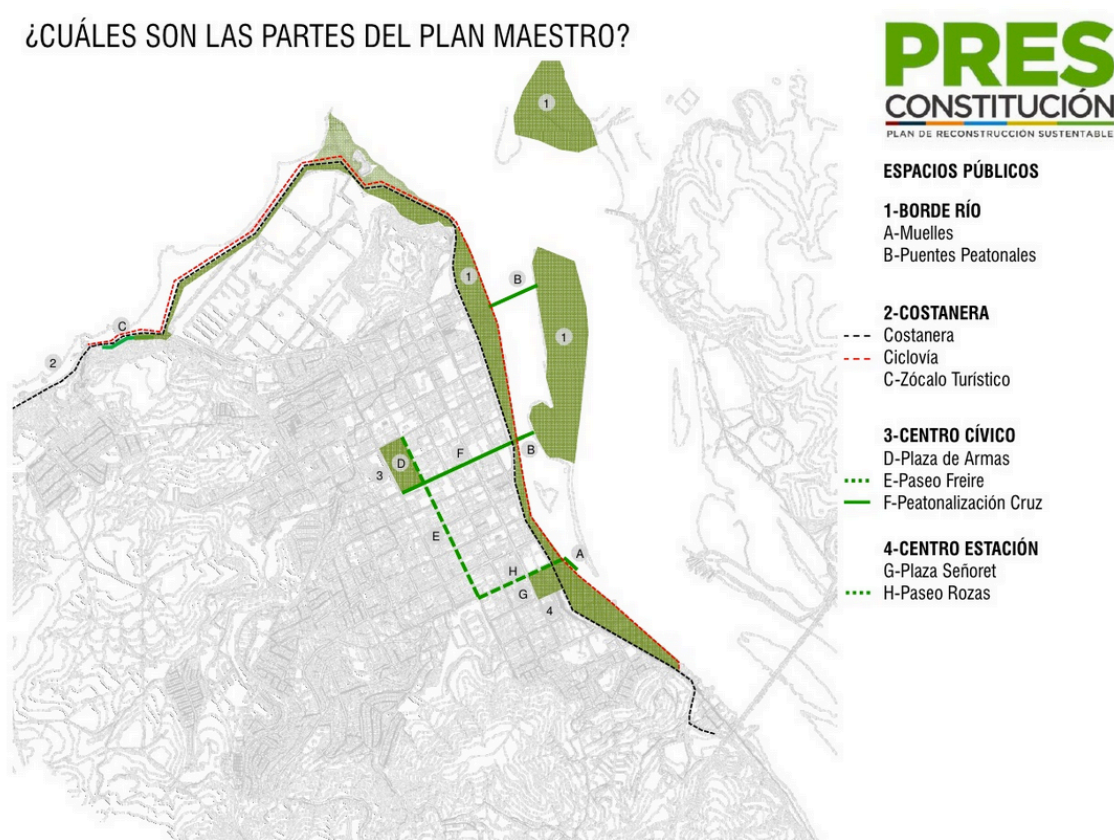 ¿CUÁLES SON LAS PARTES DEL PLAN MAESTRO?
PRES
CONSTITUCIÓN
PLAN DE RECONSTRUCCIÓN SUSTENTABLE
ESPACIOS PÚBLICOS
1-BORDE RÍO
A-Muelles
B-Puentes Peatonales
2-COSTANERA
Costanera
Ciclovía
C-Zócalo Turístico
3-CENTRO CÍVICO
D-Plaza de Armas
E-Paseo Freire
F-Peatonalización Cruz
4-CENTRO ESTACIÓN
G-Plaza Señoret
H-Paseo Rozas
1
1
B
C
1
2
B
F
D
3
E
A
H
G
4